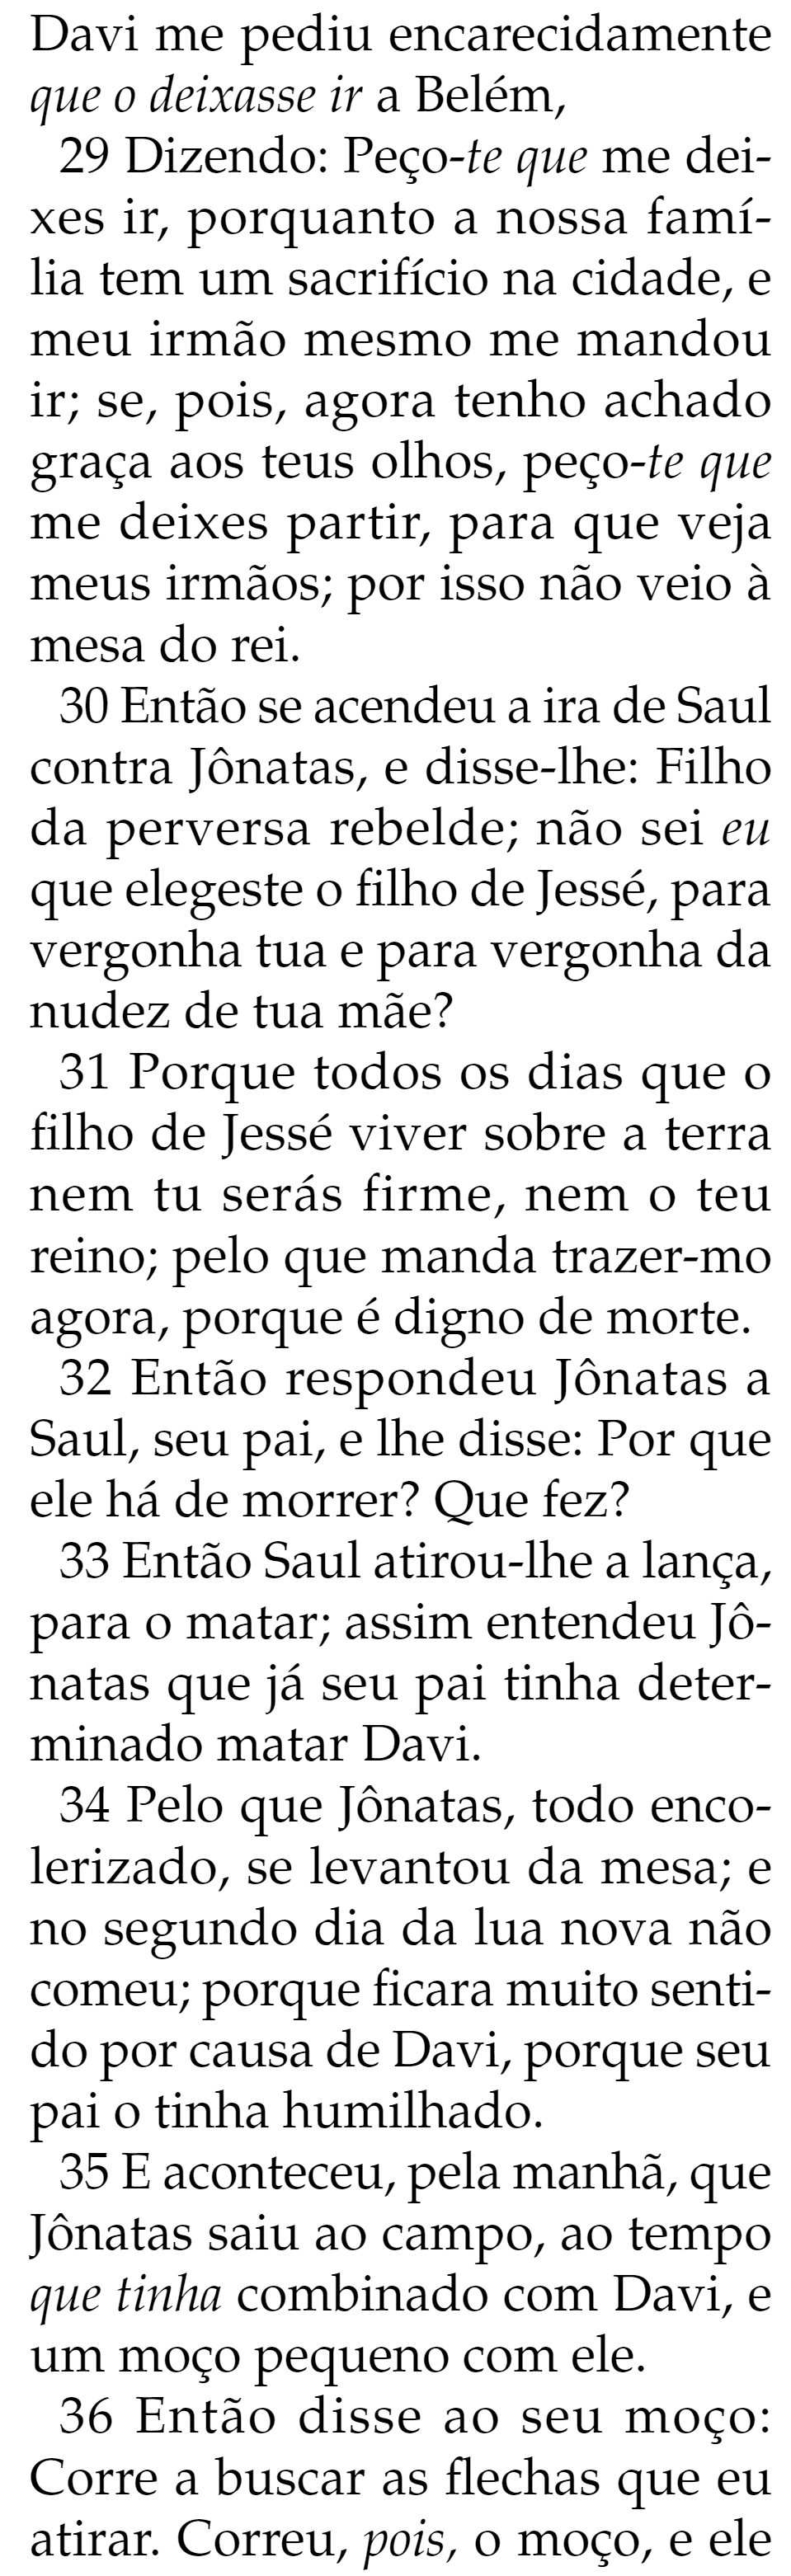 Davi me pediu encarecidamente
que o deixasse ir a Belém,
29 Dizendo: Peço-te que me dei-
xes ir, porquanto a nossa famí-
lia tem um sacrifício na cidade, e
meu irmão mesmo me mandou
ir; se, pois, agora tenho achado
graça aos teus olhos, peço-te que
me deixes partir, para que veja
meus irmãos; por isso não veio à
mesa do rei.
30 Então se acendeu a ira de Saul
contra Jônatas, e disse-lhe: Filho
da perversa rebelde; não sei eu
que elegeste o filho de Jessé, para
vergonha tua e para vergonha da
nudez de tua mãe?
31 Porque todos os dias que o
filho de Jessé viver sobre a terra
nem tu serás firme, nem o teu
reino; pelo que manda trazer-mo
agora, porque é digno de morte.
32 Então respondeu Jônatas a
Saul, seu pai, e lhe disse: Por que
ele há de morrer? Que fez?
33 Então Saul atirou-lhe a lança,
para o matar; assim entendeu Jô-
natas que já seu pai tinha deter-
minado matar Davi.
34 Pelo que Jônatas, todo enco-
lerizado, se levantou da mesa; e
no segundo dia da lua nova não
comeu; porque ficara muito senti-
do por causa de Davi, porque seu
pai o tinha humilhado.
35 E aconteceu, pela manhã, que
Jônatas saiu ao campo, ao tempo
que tinha combinado com Davi, e
um moço pequeno com ele.
36 Então disse ao seu moço:
Corre a buscar as flechas que eu
atirar. Correu, pois, o moço, e ele